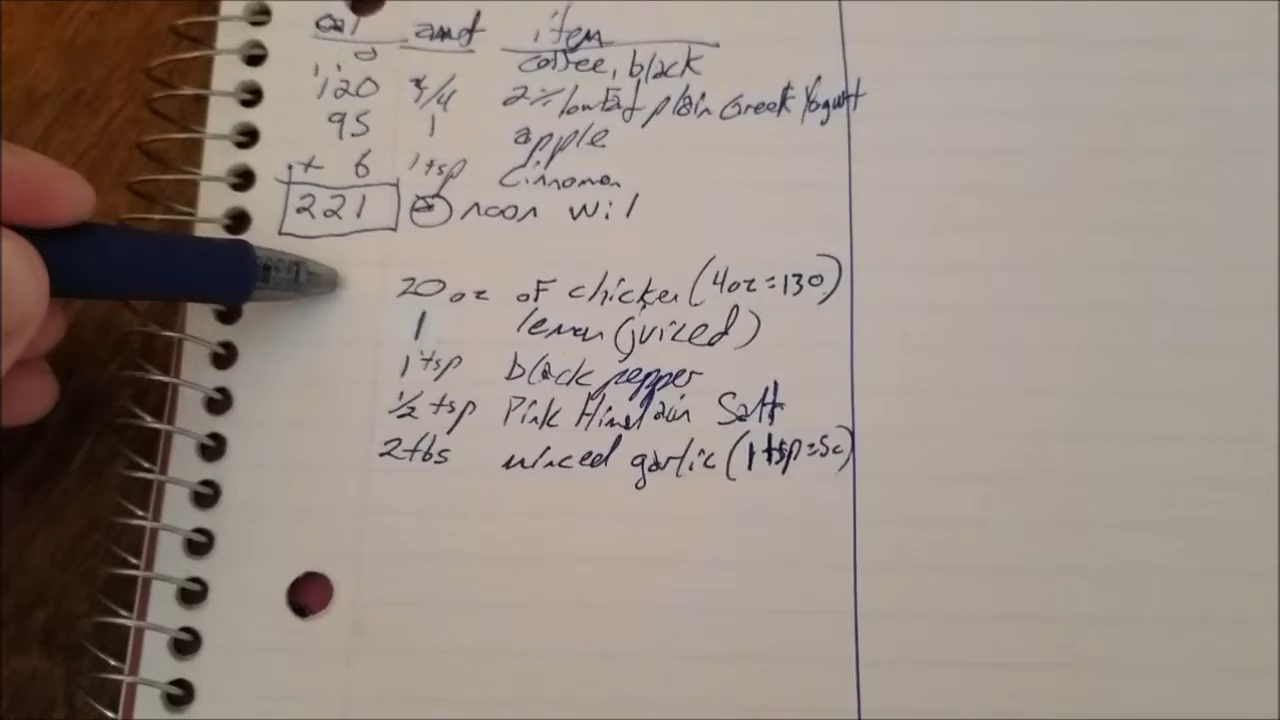 cal amt item
0 coffee, black
120 3/4 2% lowfat plain Greek Yogurt
95 1 apple
+ 6 1 tsp Cinnamon
221 noon
20 oz of chicken (4oz=130)
1 lemon (juiced)
1 tsp black pepper
1/2 tsp Pink Himalain Salt
2 tbs minced garlic (1 tsp=5c)